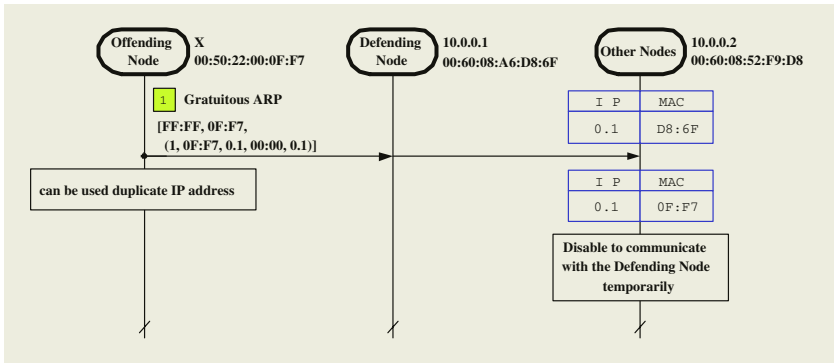 Offending
Node
X
00:50:22:00:0F:F7
Defending
Node
10.0.0.1
00:60:08:A6:D8:6F
Other Nodes
10.0.0.2
00:60:08:52:F9:D8
1 Gratuitous ARP
[FF:FF, 0F:F7,
(1, 0F:F7, 0.1, 00:00, 0.1)]
I P MAC
0.1 D8:6F
can be used duplicate IP address
I P MAC
0.1 0F:F7
Disable to communicate
with the Defending Node
temporarily